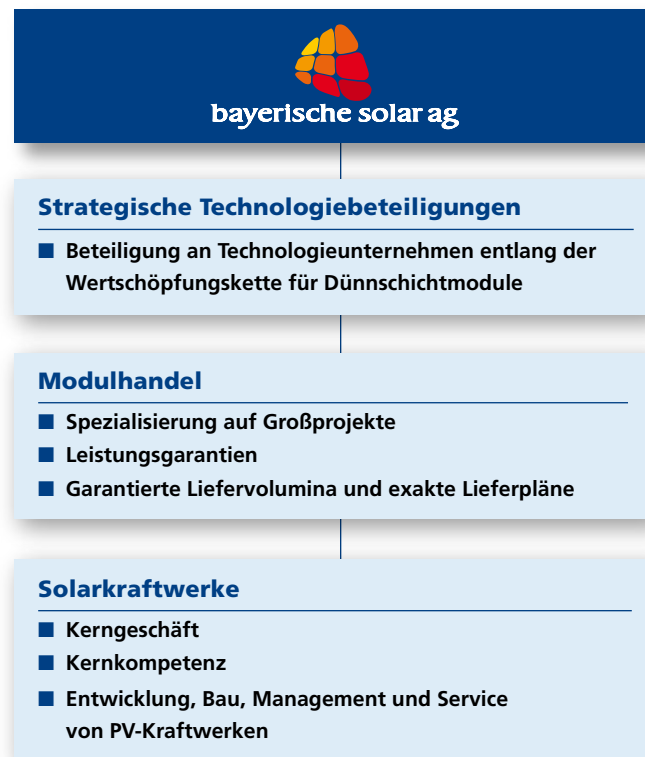 bayerische solar ag
Strategische Technologiebeteiligungen
■ Beteiligung an Technologieunternehmen entlang der
Wertschöpfungskette für Dünnschichtmodule
Modulhandel
■ Spezialisierung auf Großprojekte
■ Leistungsgarantien
■ Garantierte Liefervolumina und exakte Lieferpläne
Solarkraftwerke
■ Kerngeschäft
■ Kernkompetenz
■ Entwicklung, Bau, Management und Service
von PV-Kraftwerken